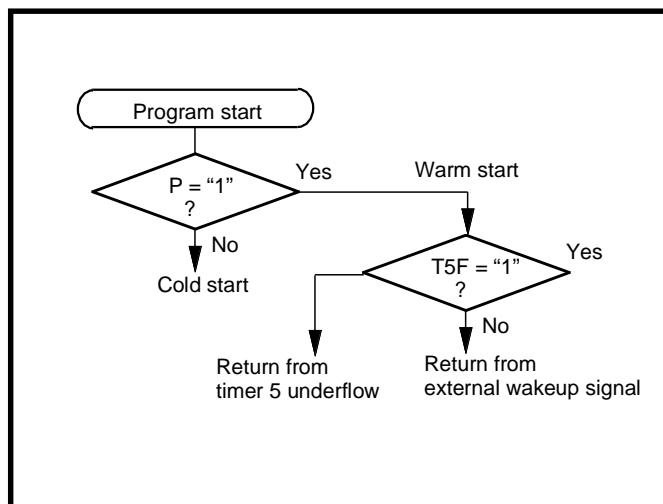 Program start
P = “1”
?
Yes
Warm start
No
Cold start
T5F = “1”
?
Yes
No
Return from
timer 5 underflow
Return from
external wakeup signal